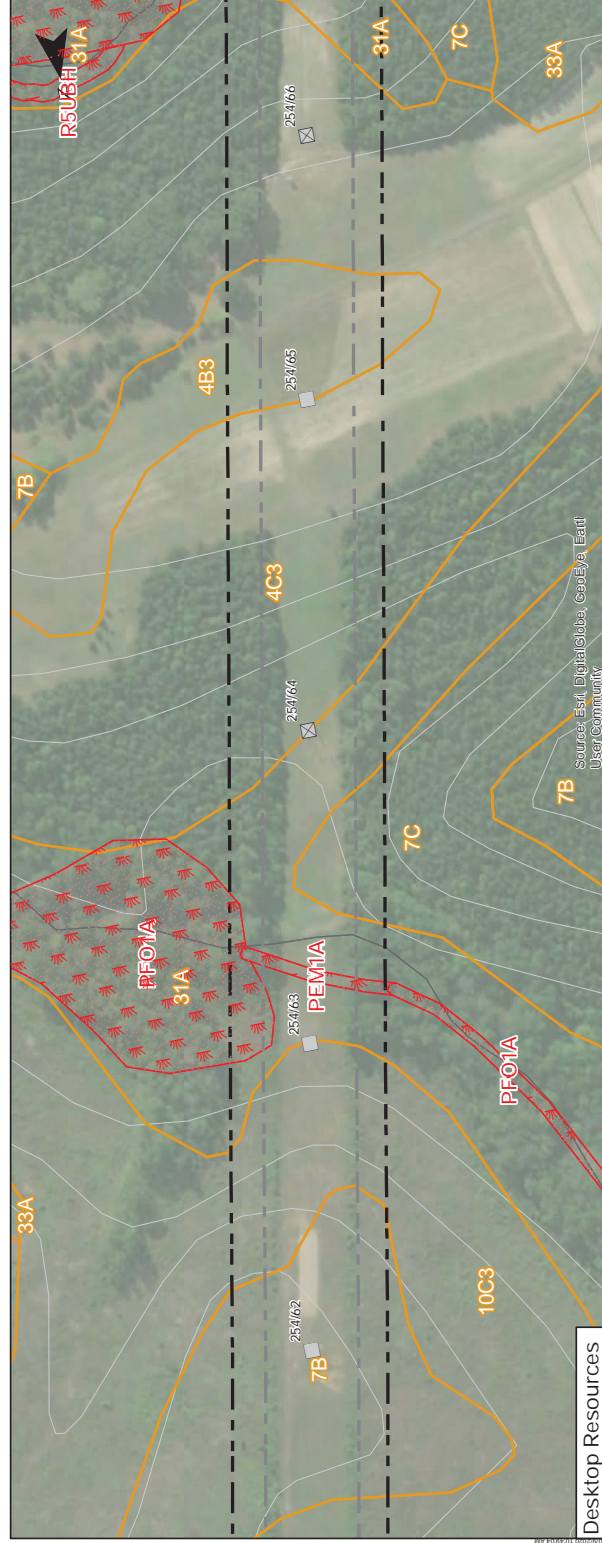 33A
7B
R5UBH
31A
PFO1A
31A
4B3
4C3
254/62
254/63
254/64
254/65
254/66
7B
PEM1A
31A
7C
7C
33A
10C3
PFO1A
7B
Source: Esri, DigitalGlobe, GeoEye, Eart
User Community
Desktop Resources